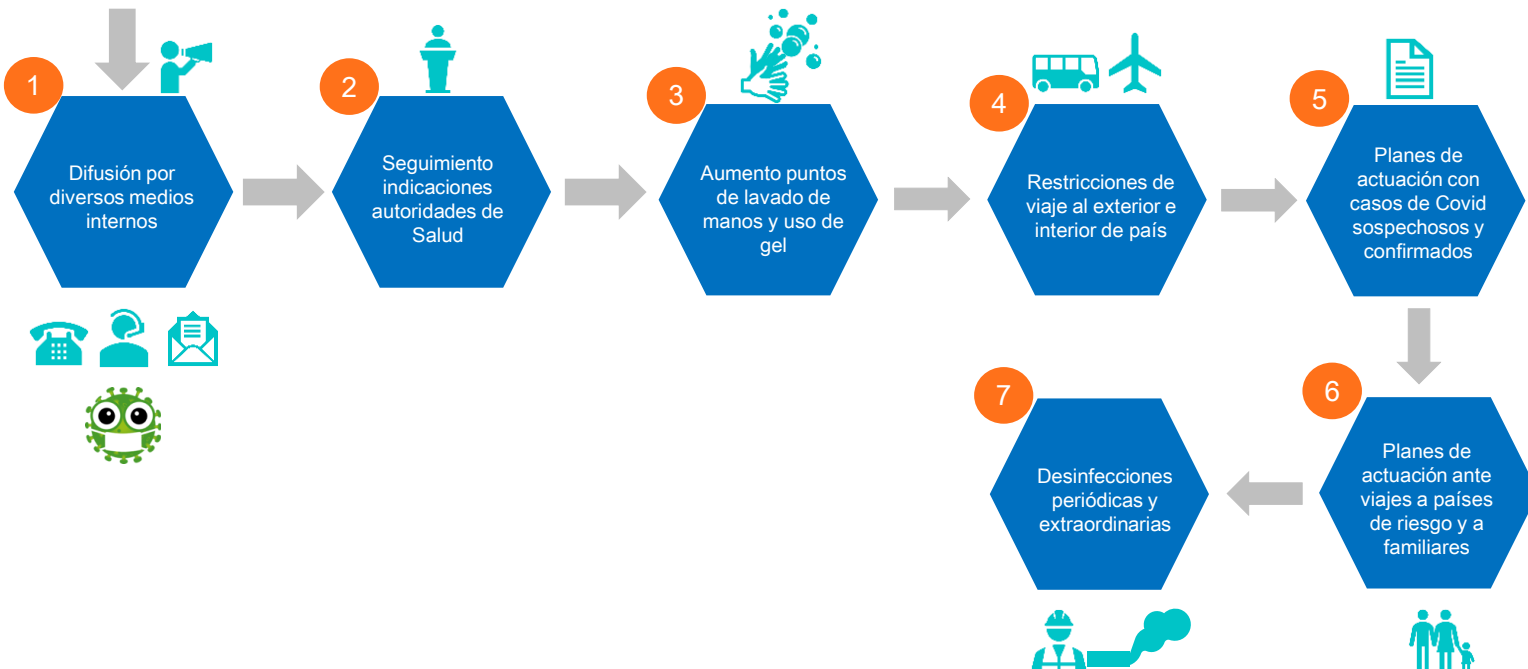 1
Difusión por
diversos medios
internos
2
Seguimiento
indicaciones
autoridades de
Salud
3
Aumento puntos
de lavado de
manos y uso de
gel
4
Restricciones de
viaje al exterior e
interior de país
5
Planes de
actuación con
casos de Covid
sospechosos y
confirmados
6
Planes de
actuación ante
viajes a países
de riesgo y a
familiares
7
Desinfecciones
periódicas y
extraordinarias